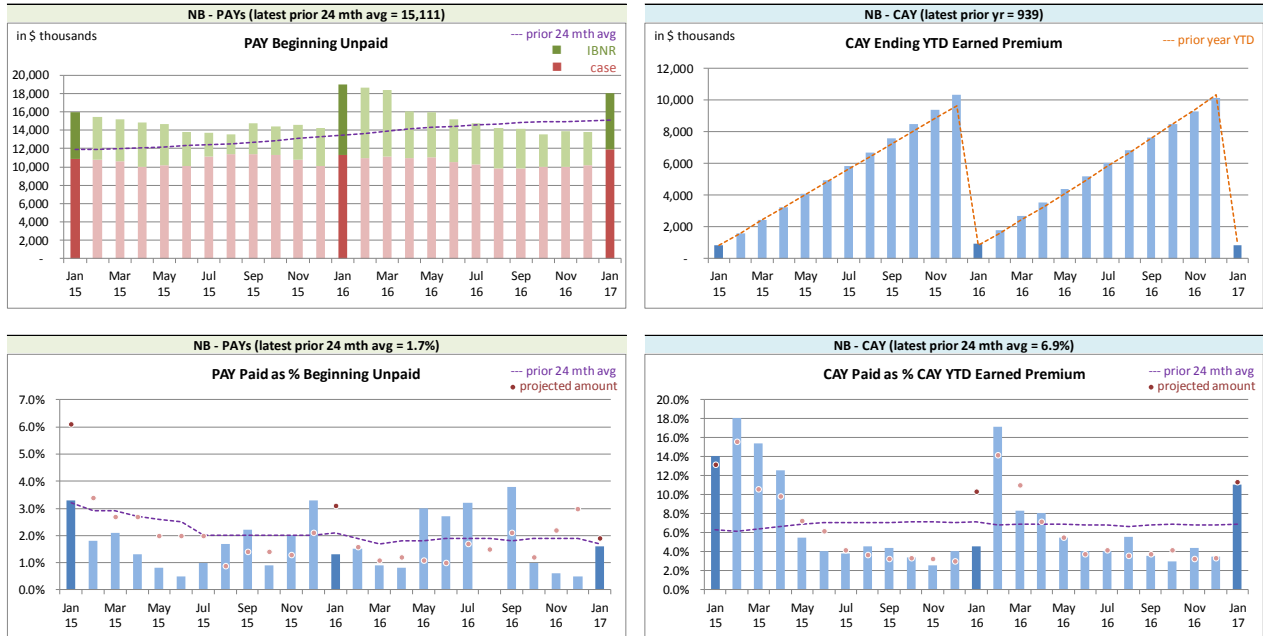 NB - PAYs (latest prior 24 mth avg = 15,111)
in $ thousands
PAY Beginning Unpaid
--- prior 24 mth avg
IBNR
case
20,000
18,000
16,000
14,000
12,000
10,000
8,000
6,000
4,000
2,000
-
Jan Mar May Jul Sep Nov Jan Mar May Jul Sep Nov Jan
15 15 15 15 15 15 16 16 16 16 16 16 17
NB - CAY (latest prior yr = 939)
in $ thousands
CAY Ending YTD Earned Premium
--- prior year YTD
12,000
10,000
8,000
6,000
4,000
2,000
-
Jan Mar May Jul Sep Nov Jan Mar May Jul Sep Nov Jan
15 15 15 15 15 15 16 16 16 16 16 16 17
NB - PAYs (latest prior 24 mth avg = 1.7%)
PAY Paid as % Beginning Unpaid
--- prior 24 mth avg
projected amount
7.0%
6.0%
5.0%
4.0%
3.0%
2.0%
1.0%
0.0%
Jan Mar May Jul Sep Nov Jan Mar May Jul Sep Nov Jan
15 15 15 15 15 15 16 16 16 16 16 16 17
NB - CAY (latest prior 24 mth avg = 6.9%)
CAY Paid as % CAY YTD Earned Premium
--- prior 24 mth avg
projected amount
20.0%
18.0%
16.0%
14.0%
12.0%
10.0%
8.0%
6.0%
4.0%
2.0%
0.0%
Jan Mar May Jul Sep Nov Jan Mar May Jul Sep Nov Jan
15 15 15 15 15 15 16 16 16 16 16 16 17